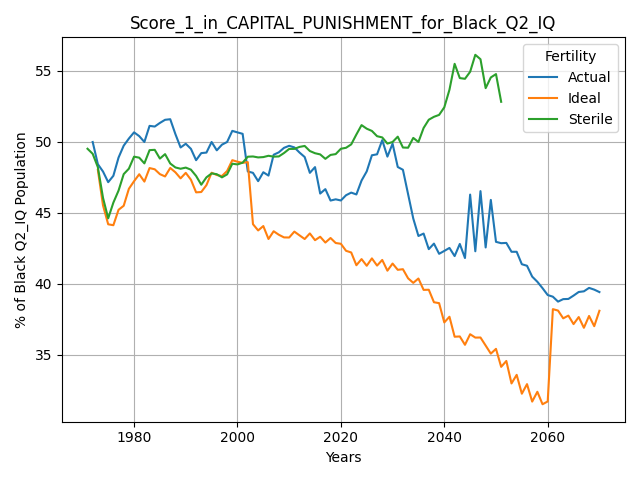 Score_1_in_CAPITAL_PUNISHMENT_for_Black_Q2_IQ
Fertility
Actual
Ideal
Sterile
% of Black Q2_IQ Population
55
50
45
40
35
1980
2000
2020
2040
2060
Years